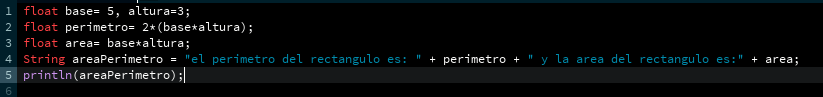 1 float base= 5, altura=3;
2 float perimetro= 2*(base*altura);
3 float area= base*altura;
4 String areaPerimetro = "el perimetro del rectangulo es: " + perimetro + " y la area del rectangulo es:" + area;
5 println(areaPerimetro);
6